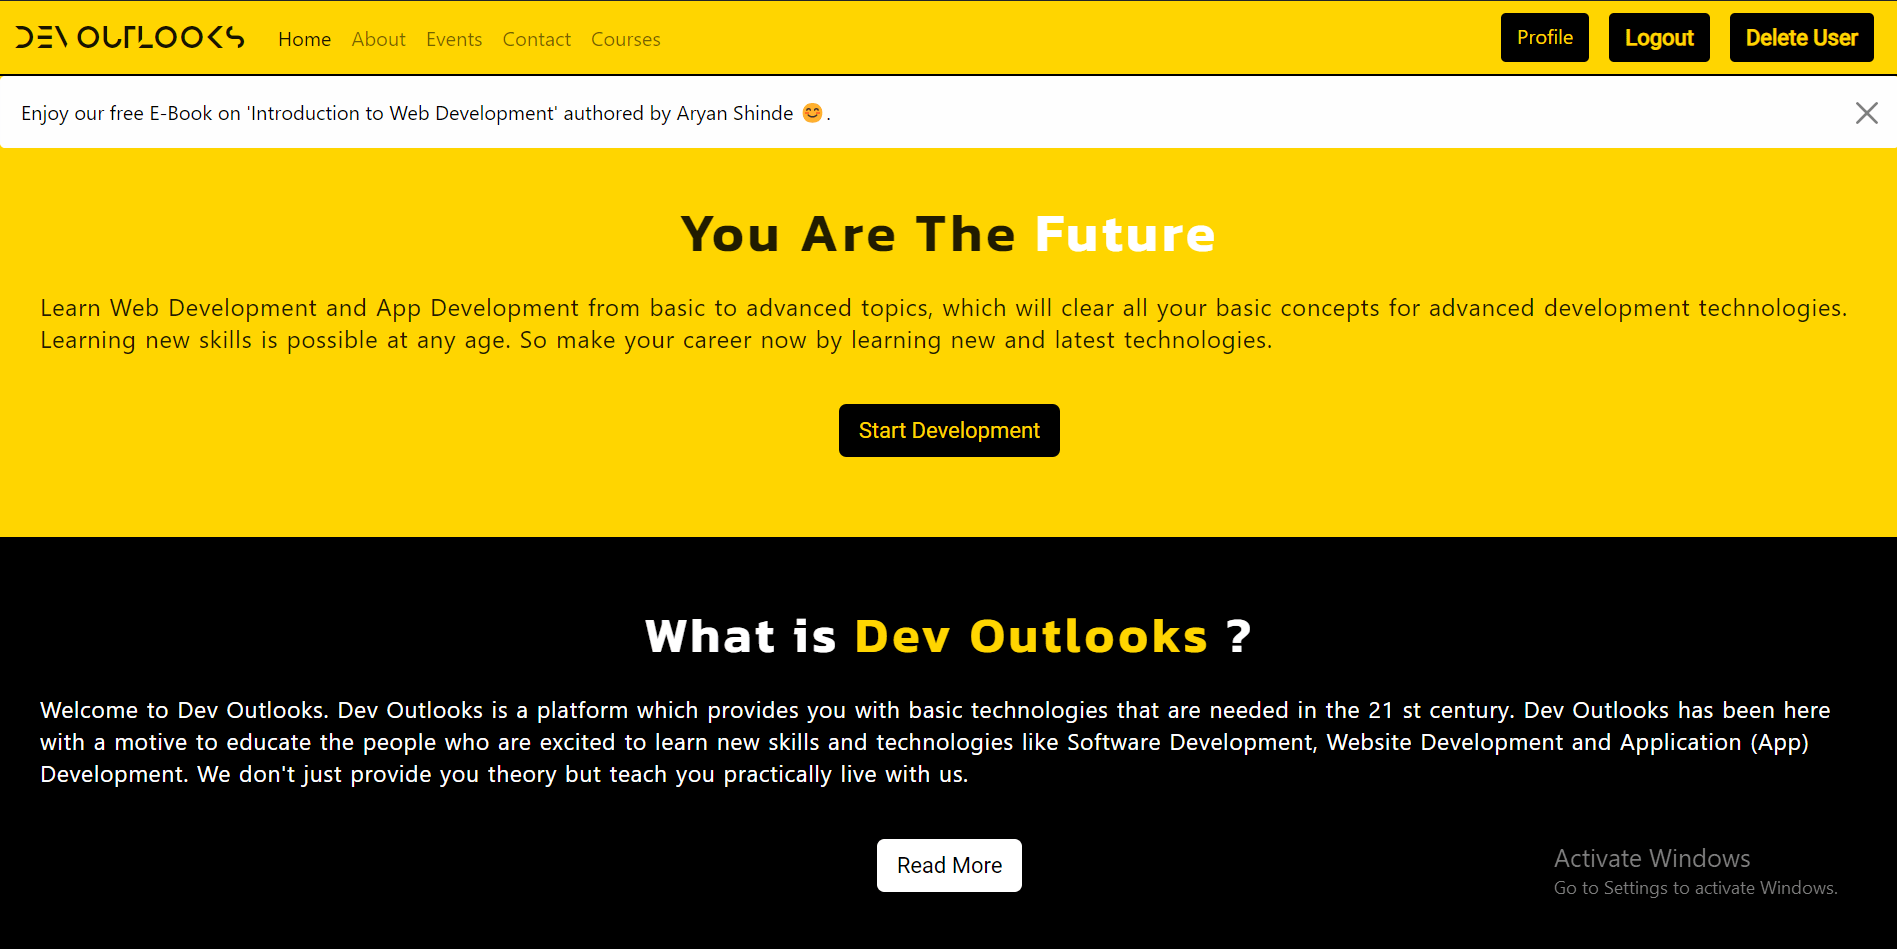 DEV OUTLOOKS Home About Events Contact Courses Profile Logout Delete User
Enjoy our free E-Book on 'Introduction to Web Development' authored by Aryan Shinde 😊.
You Are The Future
Learn Web Development and App Development from basic to advanced topics, which will clear all your basic concepts for advanced development technologies.
Learning new skills is possible at any age. So make your career now by learning new and latest technologies.
Start Development
What is Dev Outlooks ?
Welcome to Dev Outlooks. Dev Outlooks is a platform which provides you with basic technologies that are needed in the 21 st century. Dev Outlooks has been here
with a motive to educate the people who are excited to learn new skills and technologies like Software Development, Website Development and Application (App)
Development. We don't just provide you theory but teach you practically live with us.
Read More
Activate Windows
Go to Settings to activate Windows.